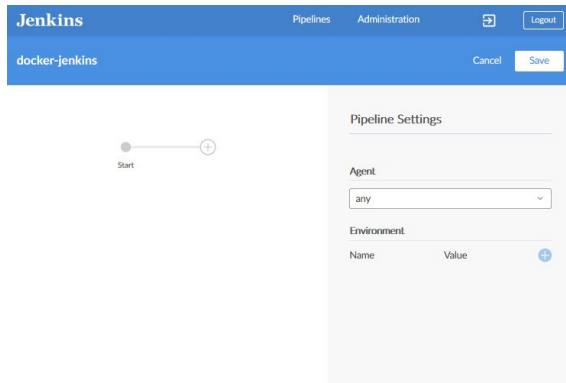 Jenkins Pipelines Administration Logout
docker-jenkins Cancel Save
Pipeline Settings
Start
Agent
any
Environment
Name Value